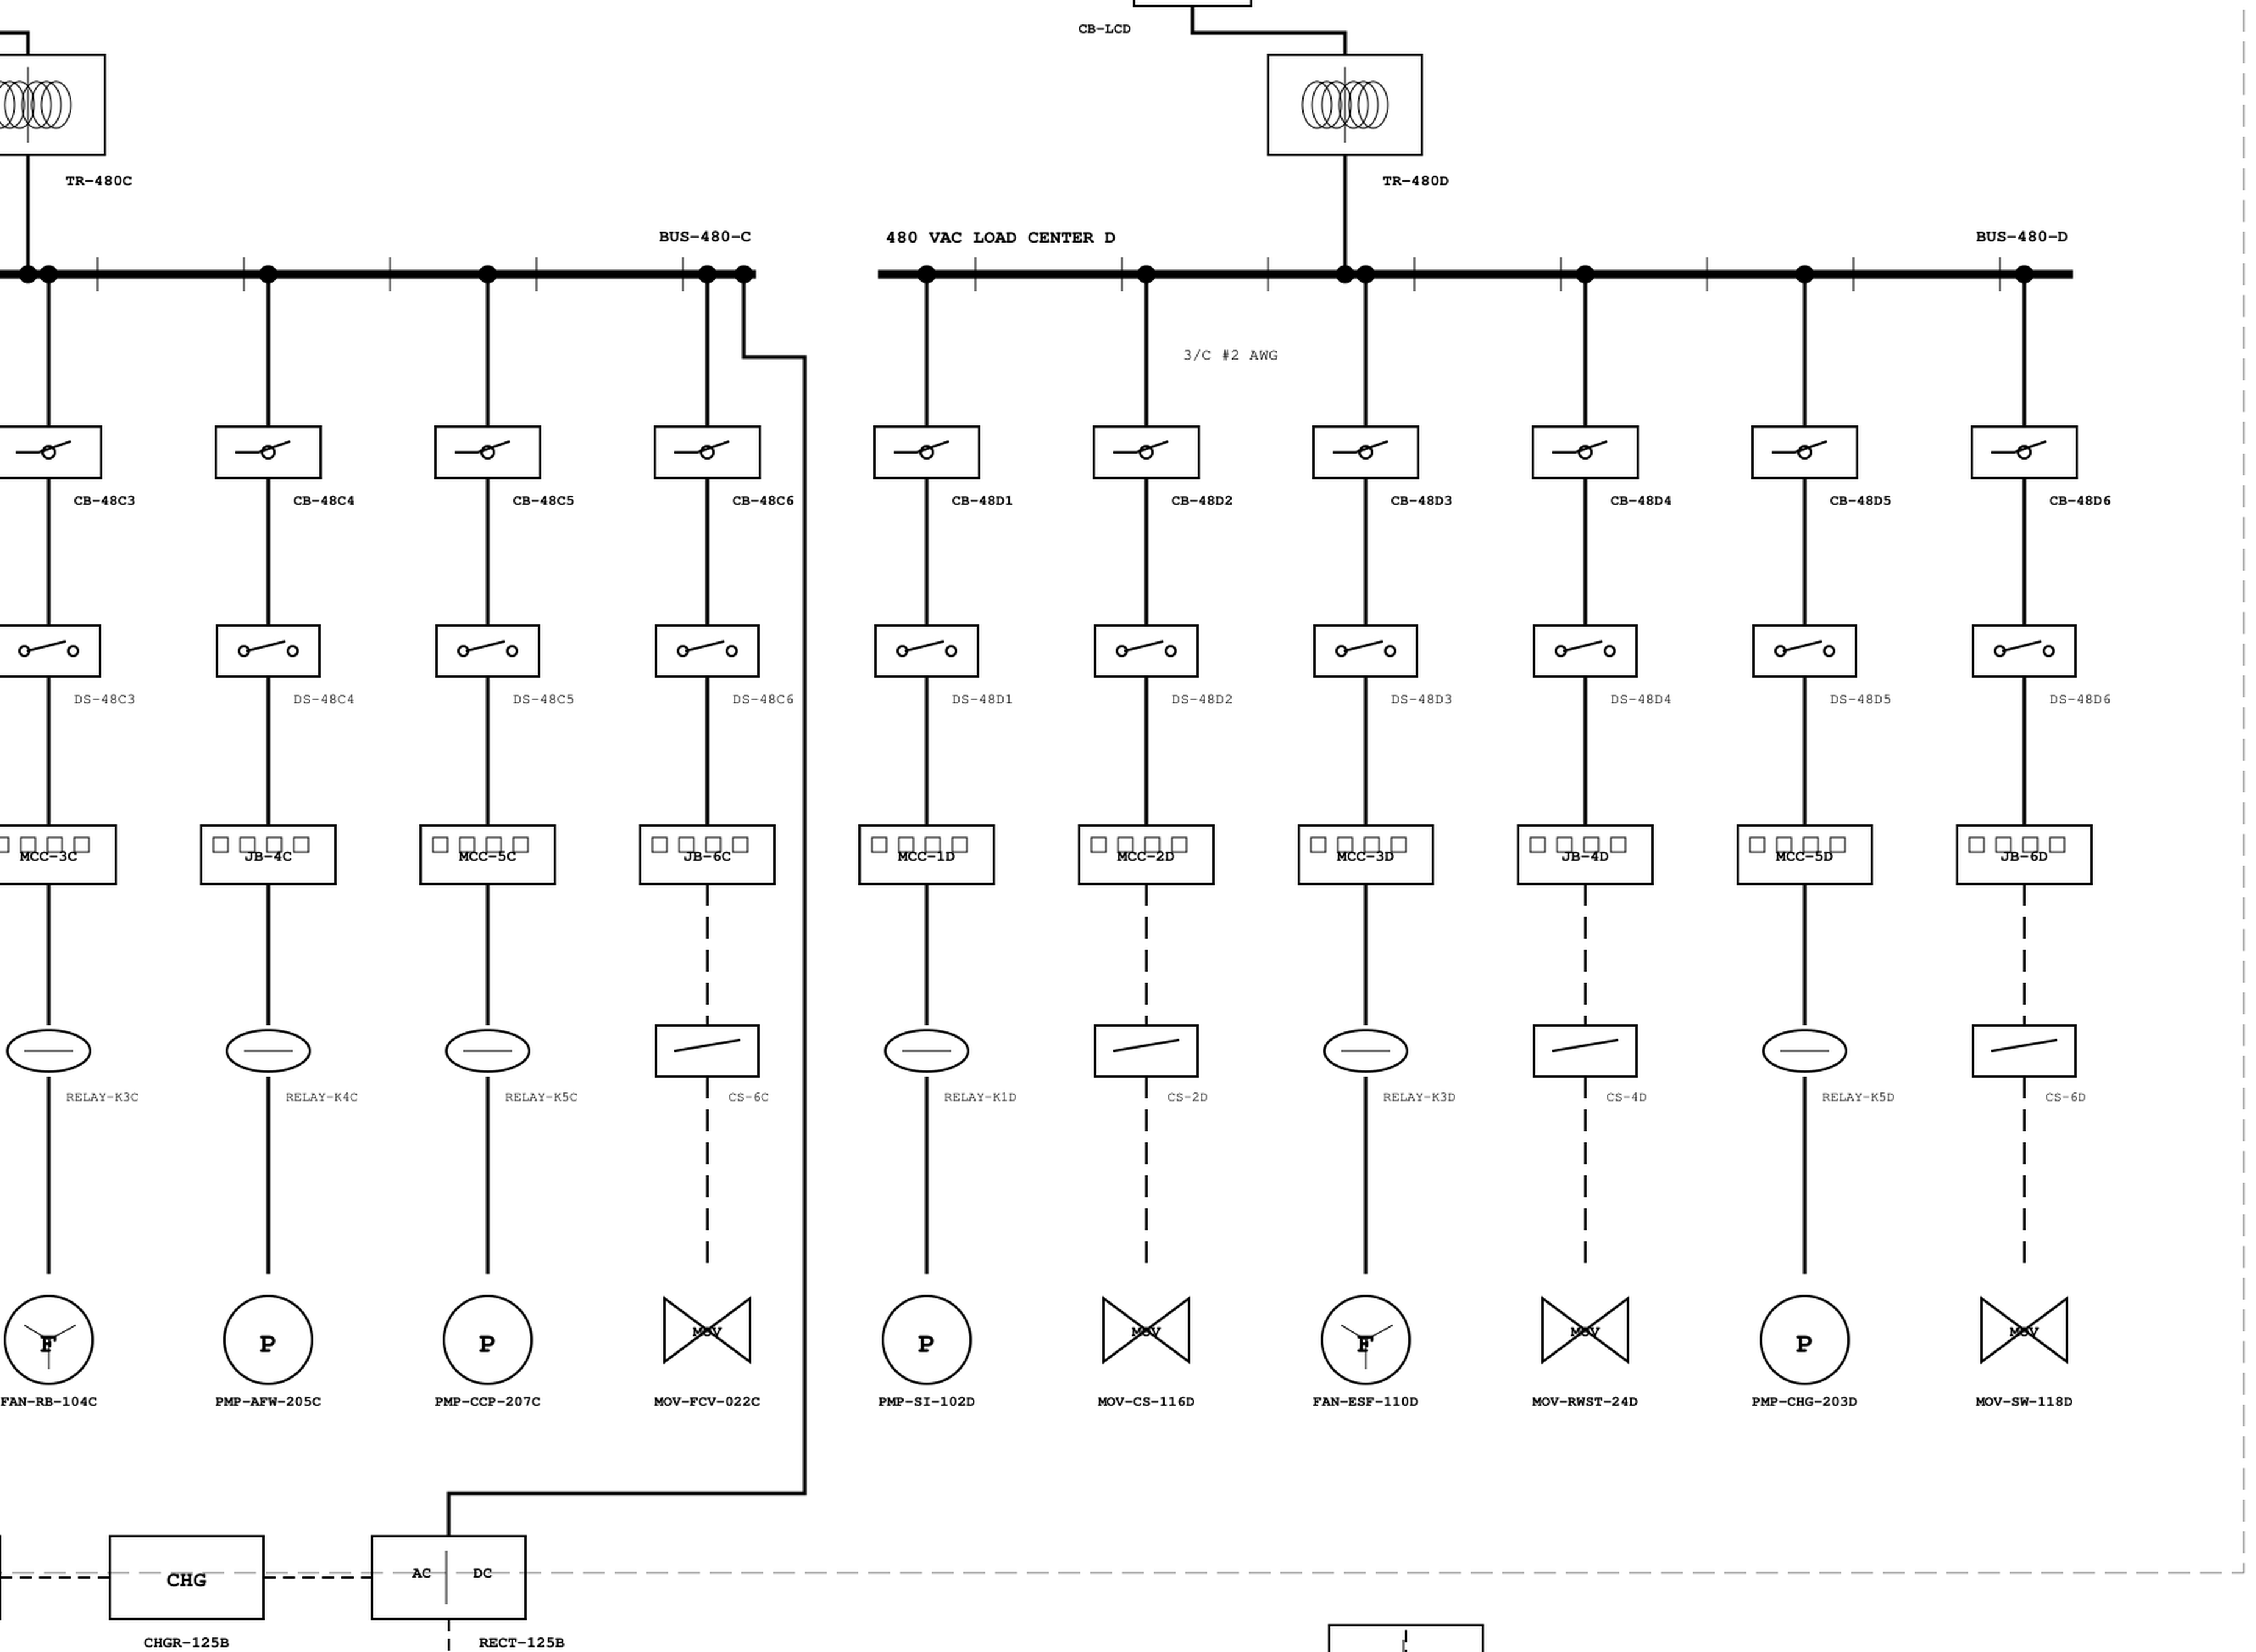 CB-LCD
TR-480C
TR-480D
BUS-480-C
480 VAC LOAD CENTER D
BUS-480-D
3/C #2 AWG
CB-48C3
CB-48C4
CB-48C5
CB-48C6
CB-48D1
CB-48D2
CB-48D3
CB-48D4
CB-48D5
CB-48D6
DS-48C3
DS-48C4
DS-48C5
DS-48C6
DS-48D1
DS-48D2
DS-48D3
DS-48D4
DS-48D5
DS-48D6
MCC-3C
JB-4C
MCC-5C
JB-6C
MCC-1D
MCC-2D
MCC-3D
JB-4D
MCC-5D
JB-6D
RELAY-K3C
RELAY-K4C
RELAY-K5C
CS-6C
RELAY-K1D
CS-2D
RELAY-K3D
CS-4D
RELAY-K5D
CS-6D
F
P
P
MOV
P
MOV
F
MOV
P
MOV
FAN-RB-104C
PMP-AFW-205C
PMP-CCP-207C
MOV-FCV-022C
PMP-SI-102D
MOV-CS-116D
FAN-ESF-110D
MOV-RWST-24D
PMP-CHG-203D
MOV-SW-118D
CHG
AC
DC
CHGR-125B
RECT-125B